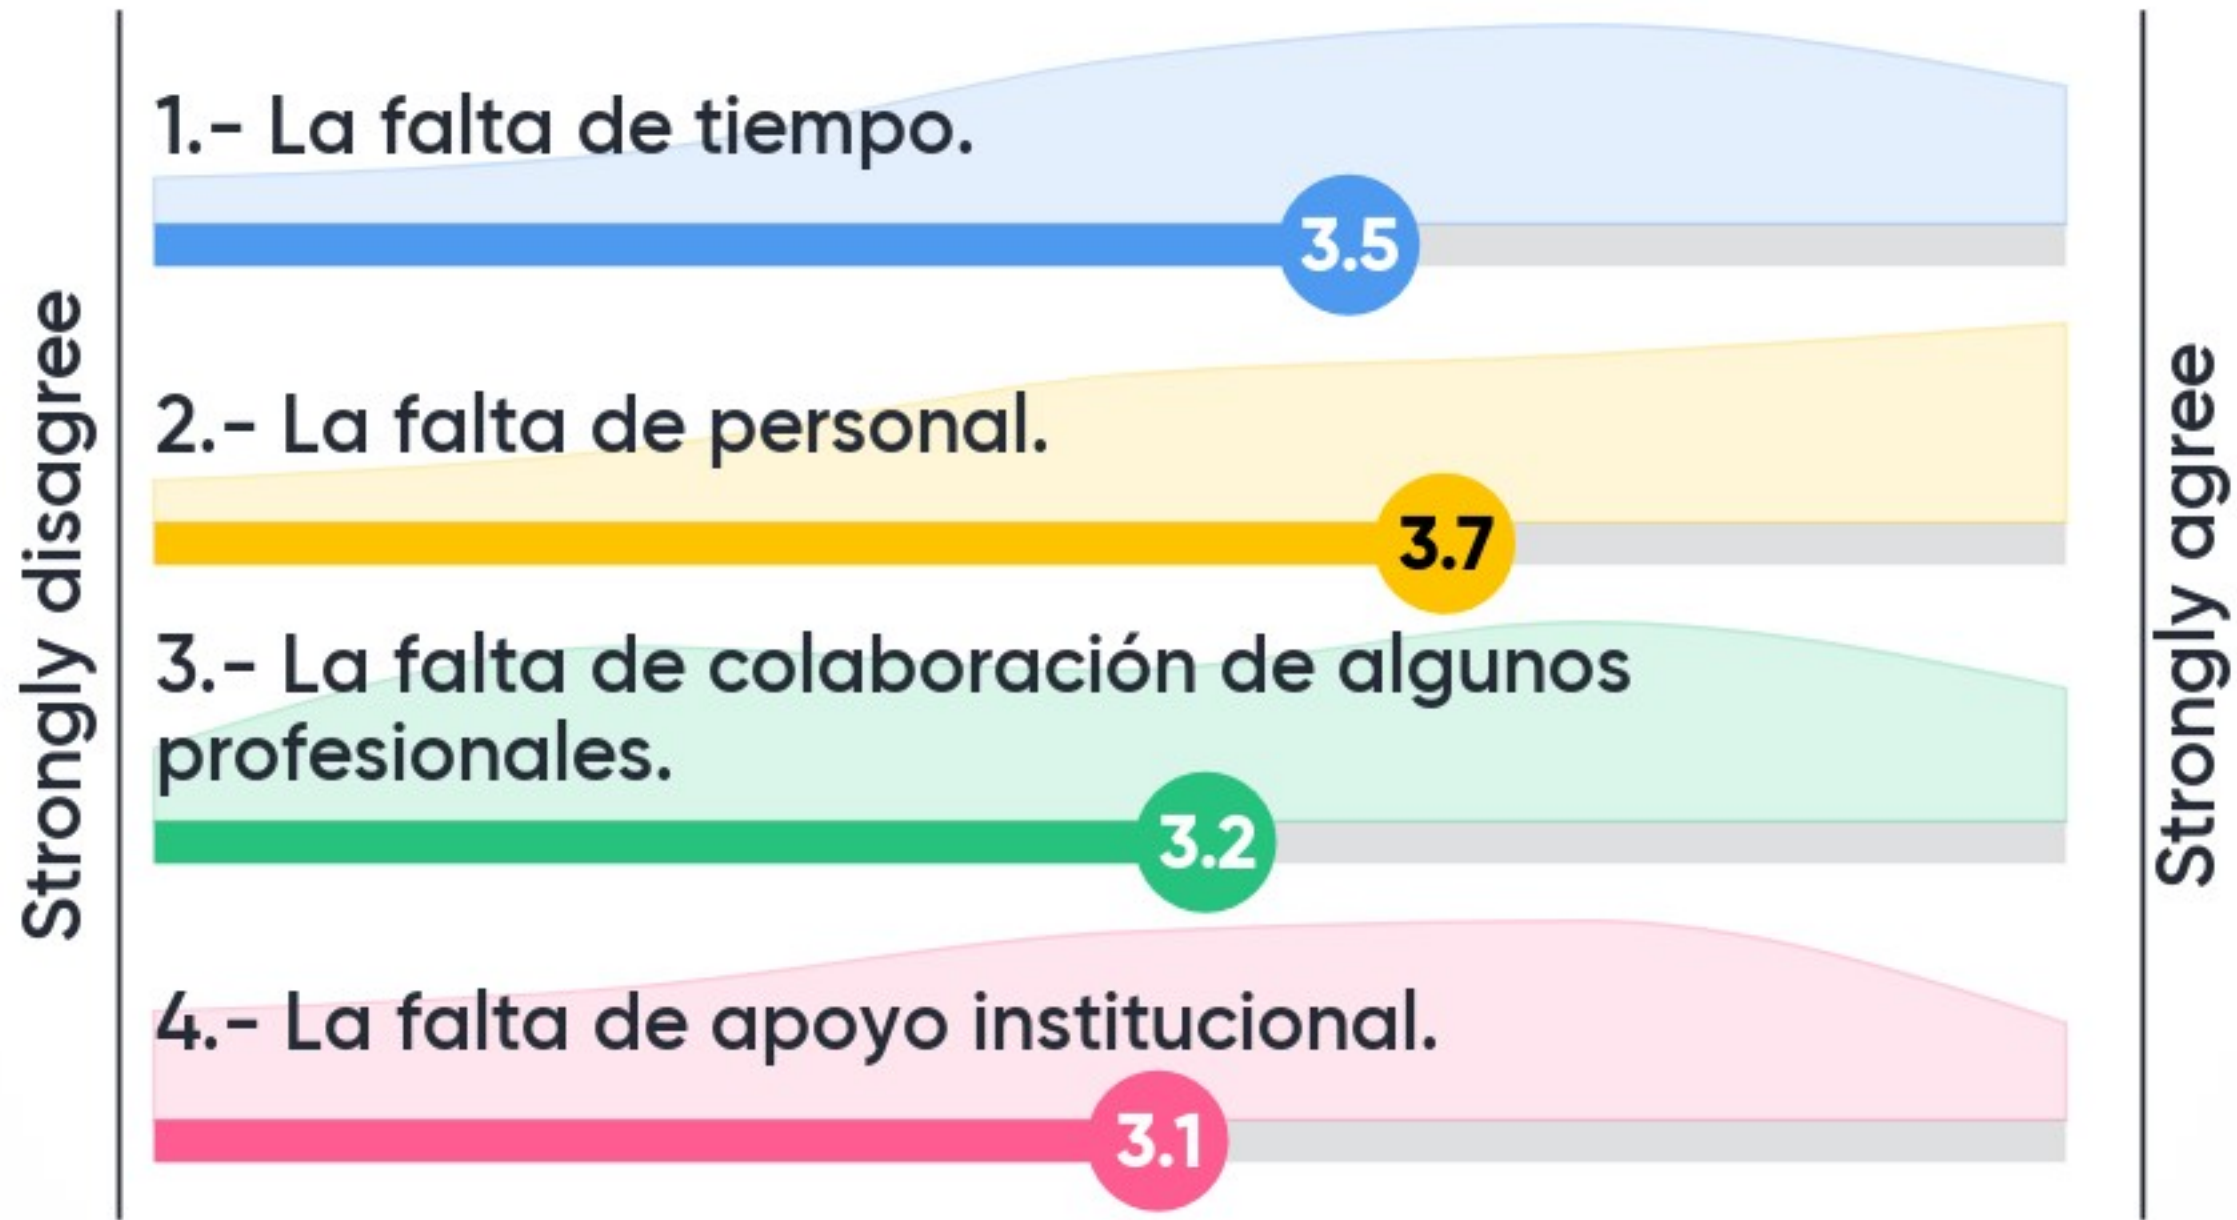 Strongly disagree
1.- La falta de tiempo.
3.5
2.- La falta de personal.
3.7
3.- La falta de colaboración de algunos
profesionales.
3.2
4.- La falta de apoyo institucional.
3.1
Strongly agree